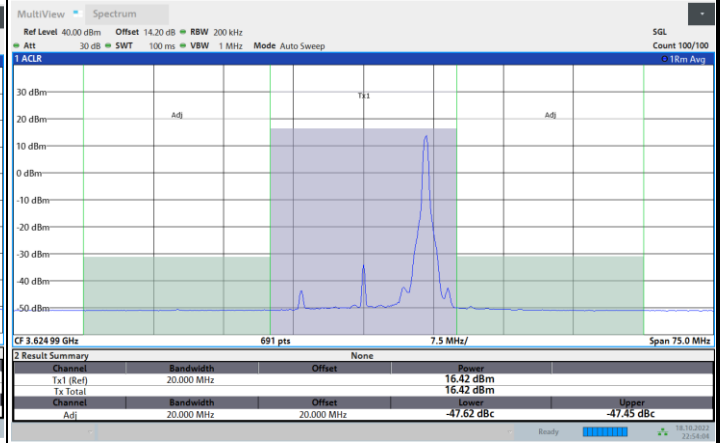 MultiView Spectrum
Ref Level 40.00 dBm Offset 14.20 dB RBW 200 kHz SGL
Att 30 dB SWT 100 ms VBW 1 MHz Mode Auto Sweep Count 100/100
1 ACLR 1Rm Avg
30 dBm
Tx1
20 dBm
Adj Adj
10 dBm
0 dBm
-10 dBm
-20 dBm
-30 dBm
-40 dBm
-50 dBm
CF 3.624 99 GHz 691 pts 7.5 MHz/ Span 75.0 MHz
2 Result Summary None
Channel Bandwidth Offset Power
Tx1 (Ref) 20.000 MHz 16.42 dBm
Tx Total 16.42 dBm
Channel Bandwidth Offset Lower Upper
Adj 20.000 MHz 20.000 MHz -47.62 dBc -47.45 dBc
Ready 18.10.2022
22:54:08